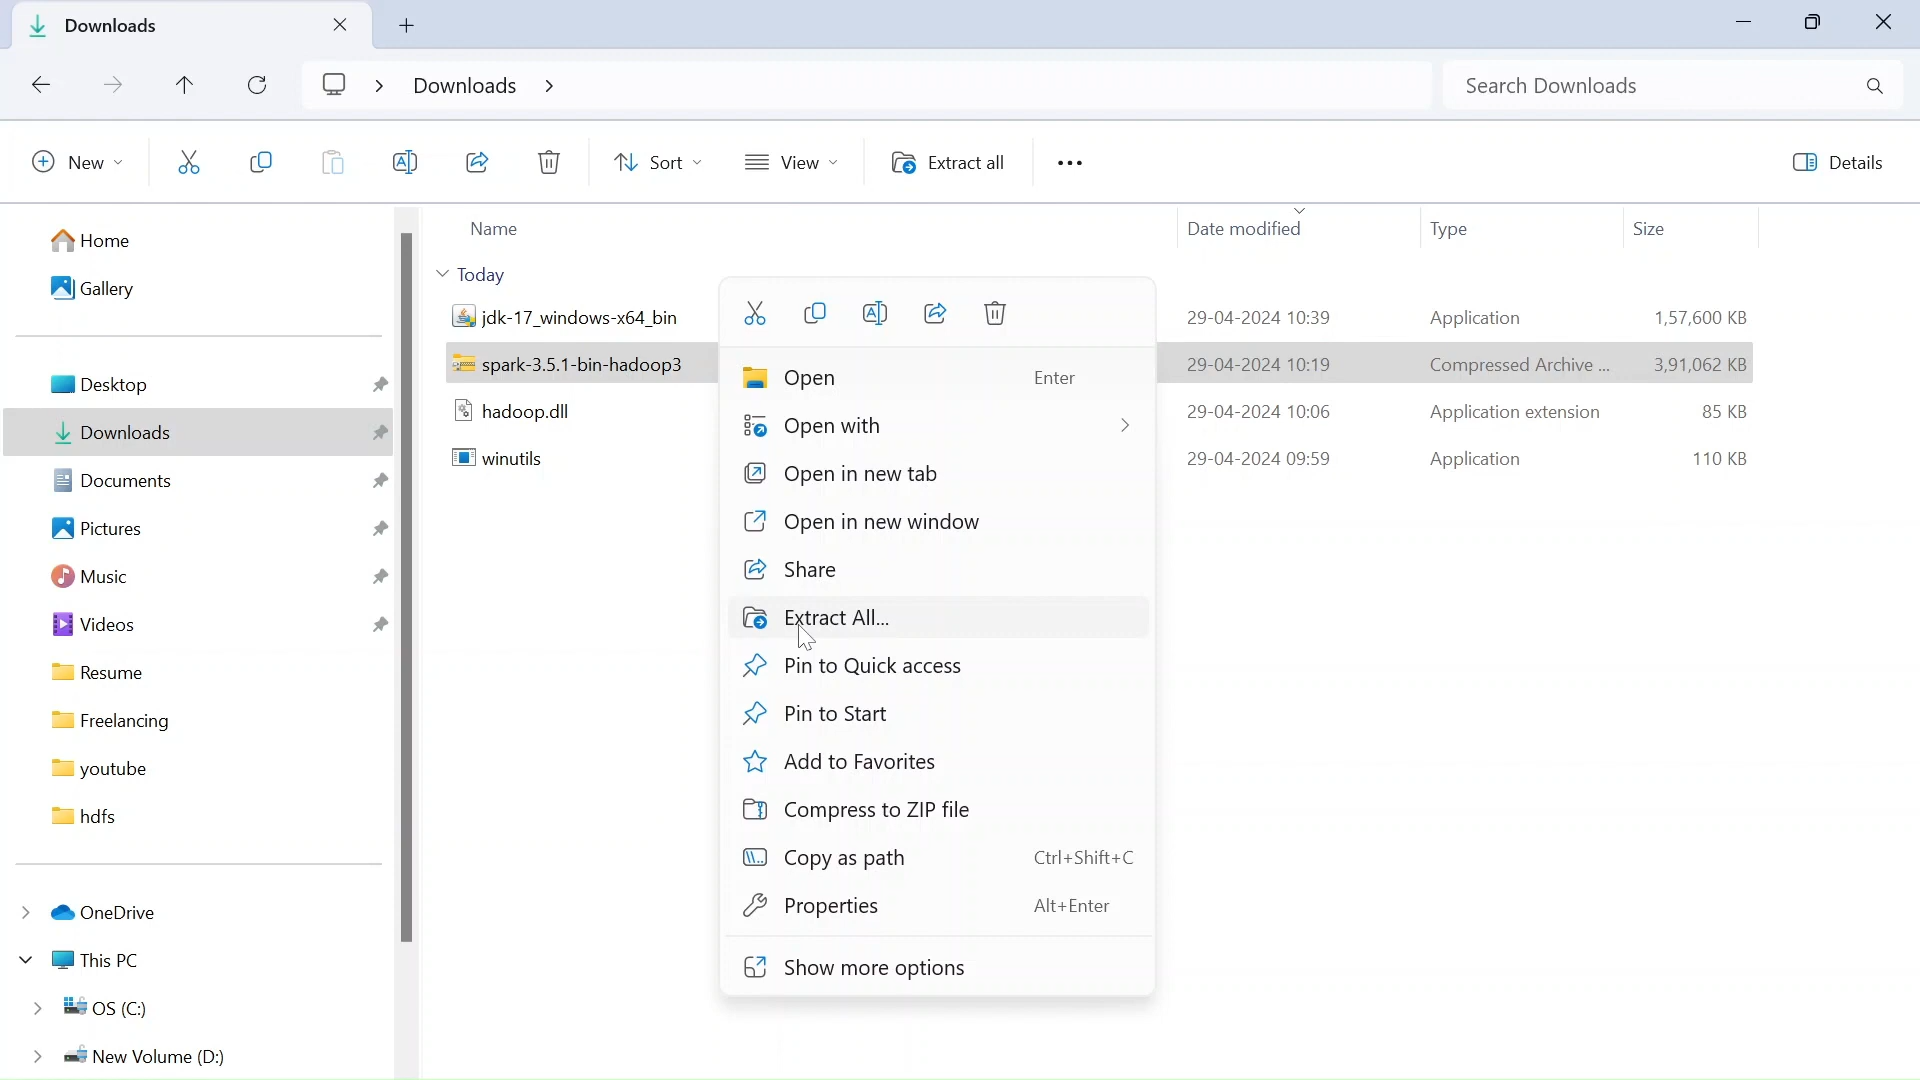 Downloads
Downloads
Search Downloads
New
Sort
View
Extract all
Details
Home
Gallery
Desktop
Downloads
Documents
Pictures
Music
Videos
Resume
Freelancing
youtube
hdfs
OneDrive
This PC
OS (C:)
New Volume (D:)
Name Date modified Type Size
Today
jdk-17_windows-x64_bin 29-04-2024 10:39 Application 1,57,600 KB
spark-3.5.1-bin-hadoop3 29-04-2024 10:19 Compressed Archive ... 3,91,062 KB
hadoop.dll 29-04-2024 10:06 Application extension 85 KB
winutils 29-04-2024 09:59 Application 110 KB
Open Enter
Open with
Open in new tab
Open in new window
Share
Extract All...
Pin to Quick access
Pin to Start
Add to Favorites
Compress to ZIP file
Copy as path Ctrl+Shift+C
Properties Alt+Enter
Show more options